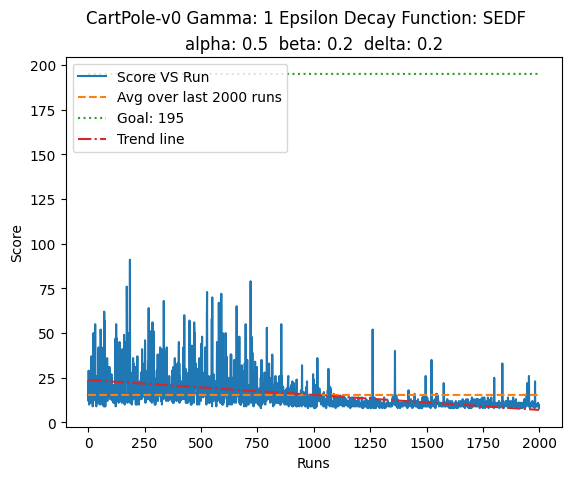 CartPole-v0 Gamma: 1 Epsilon Decay Function: SEDF
alpha: 0.5 beta: 0.2 delta: 0.2
Score VS Run
Avg over last 2000 runs
Goal: 195
Trend line
200
175
150
125
100
75
50
25
0
Score
0 250 500 750 1000 1250 1500 1750 2000
Runs